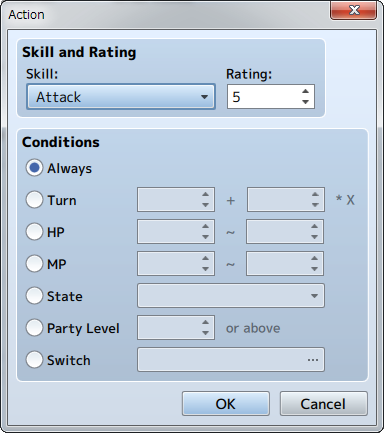 Action
Skill and Rating
Skill: Rating:
Attack 5
Conditions
Always
Turn + * X
HP ~
MP ~
State
Party Level or above
Switch ...
OK Cancel